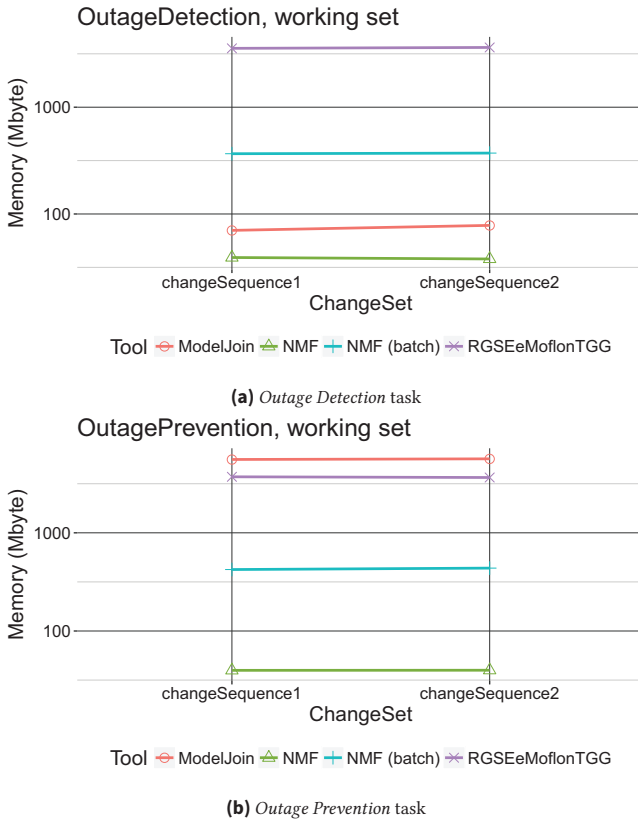 OutageDetection, working set
Memory (Mbyte)
1000
100
changeSequence1 changeSequence2
ChangeSet
Tool ModelJoin NMF NMF (batch) RGSEeMoflonTGG
(a) Outage Detection task
OutagePrevention, working set
Memory (Mbyte)
1000
100
changeSequence1 changeSequence2
ChangeSet
Tool ModelJoin NMF NMF (batch) RGSEeMoflonTGG
(b) Outage Prevention task